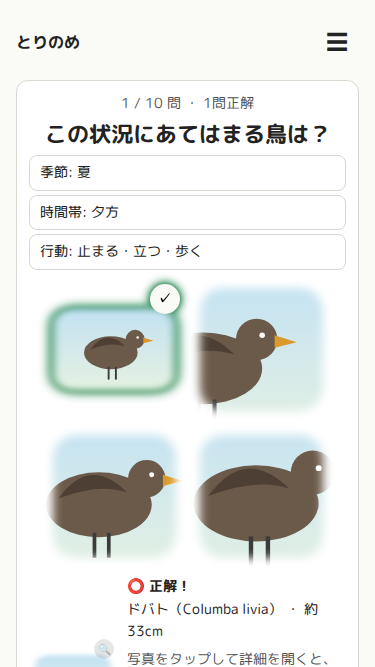 とりのめ
1 / 10 問 ・ 1問正解
この状況にあてはまる鳥は？
季節: 夏
時間帯: 夕方
行動: 止まる・立つ・歩く
⭕ 正解！
ドバト（Columba livia） ・ 約
33cm
写真をタップして詳細を開くと、